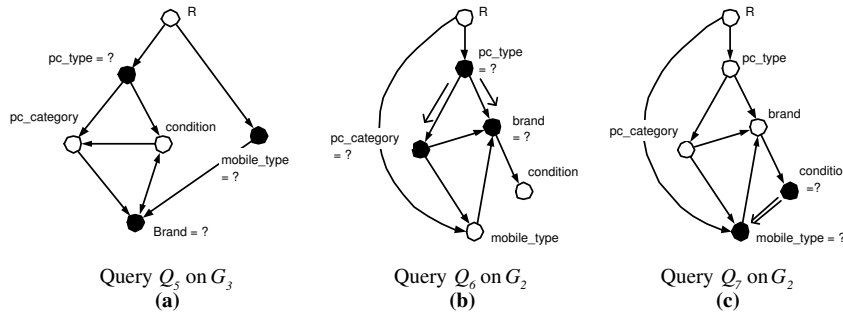 R
pc_type = ?
pc_category
condition
mobile_type
= ?
Brand = ?
Query Q5 on G3
(a)
R
pc_type
= ?
brand
= ?
pc_category
= ?
condition
mobile_type
Query Q6 on G2
(b)
R
pc_type
brand
pc_category
condition
=?
mobile_type = ?
Query Q7 on G2
(c)